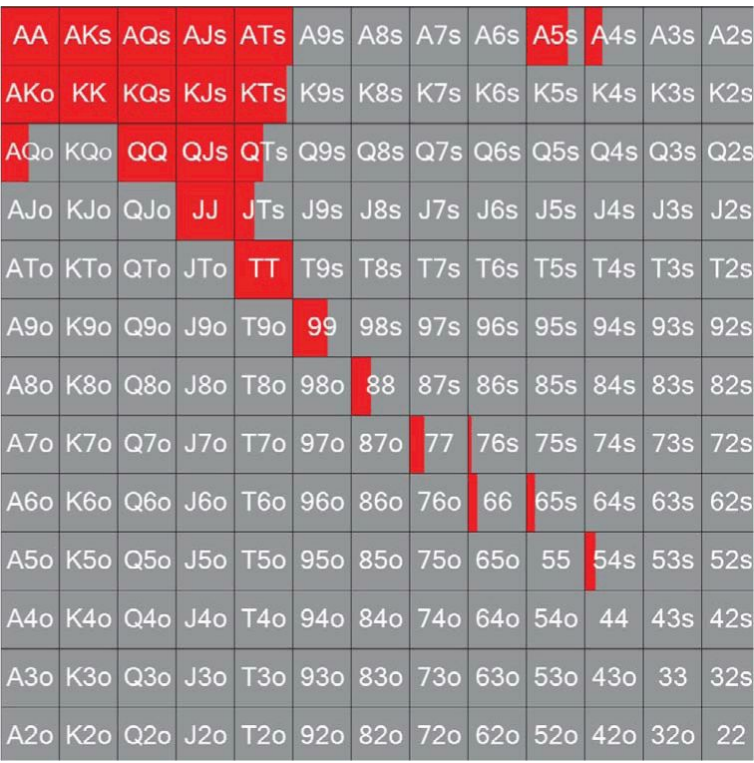 AA AKs AQs AJs ATs A9s A8s A7s A6s A5s A4s A3s A2s
AKo KK KQs KJs KTs K9s K8s K7s K6s K5s K4s K3s K2s
AQo KQo QQ QJs QTs Q9s Q8s Q7s Q6s Q5s Q4s Q3s Q2s
AJo KJo QJo JJ JTs J9s J8s J7s J6s J5s J4s J3s J2s
ATo KTo QTo JTo TT T9s T8s T7s T6s T5s T4s T3s T2s
A9o K9o Q9o J9o T9o 99 98s 97s 96s 95s 94s 93s 92s
A8o K8o Q8o J8o T8o 98o 88 87s 86s 85s 84s 83s 82s
A7o K7o Q7o J7o T7o 97o 87o 77 76s 75s 74s 73s 72s
A6o K6o Q6o J6o T6o 96o 86o 76o 66 65s 64s 63s 62s
A5o K5o Q5o J5o T5o 95o 85o 75o 65o 55 54s 53s 52s
A4o K4o Q4o J4o T4o 94o 84o 74o 64o 54o 44 43s 42s
A3o K3o Q3o J3o T3o 93o 83o 73o 63o 53o 43o 33 32s
A2o K2o Q2o J2o T2o 92o 82o 72o 62o 52o 42o 32o 22